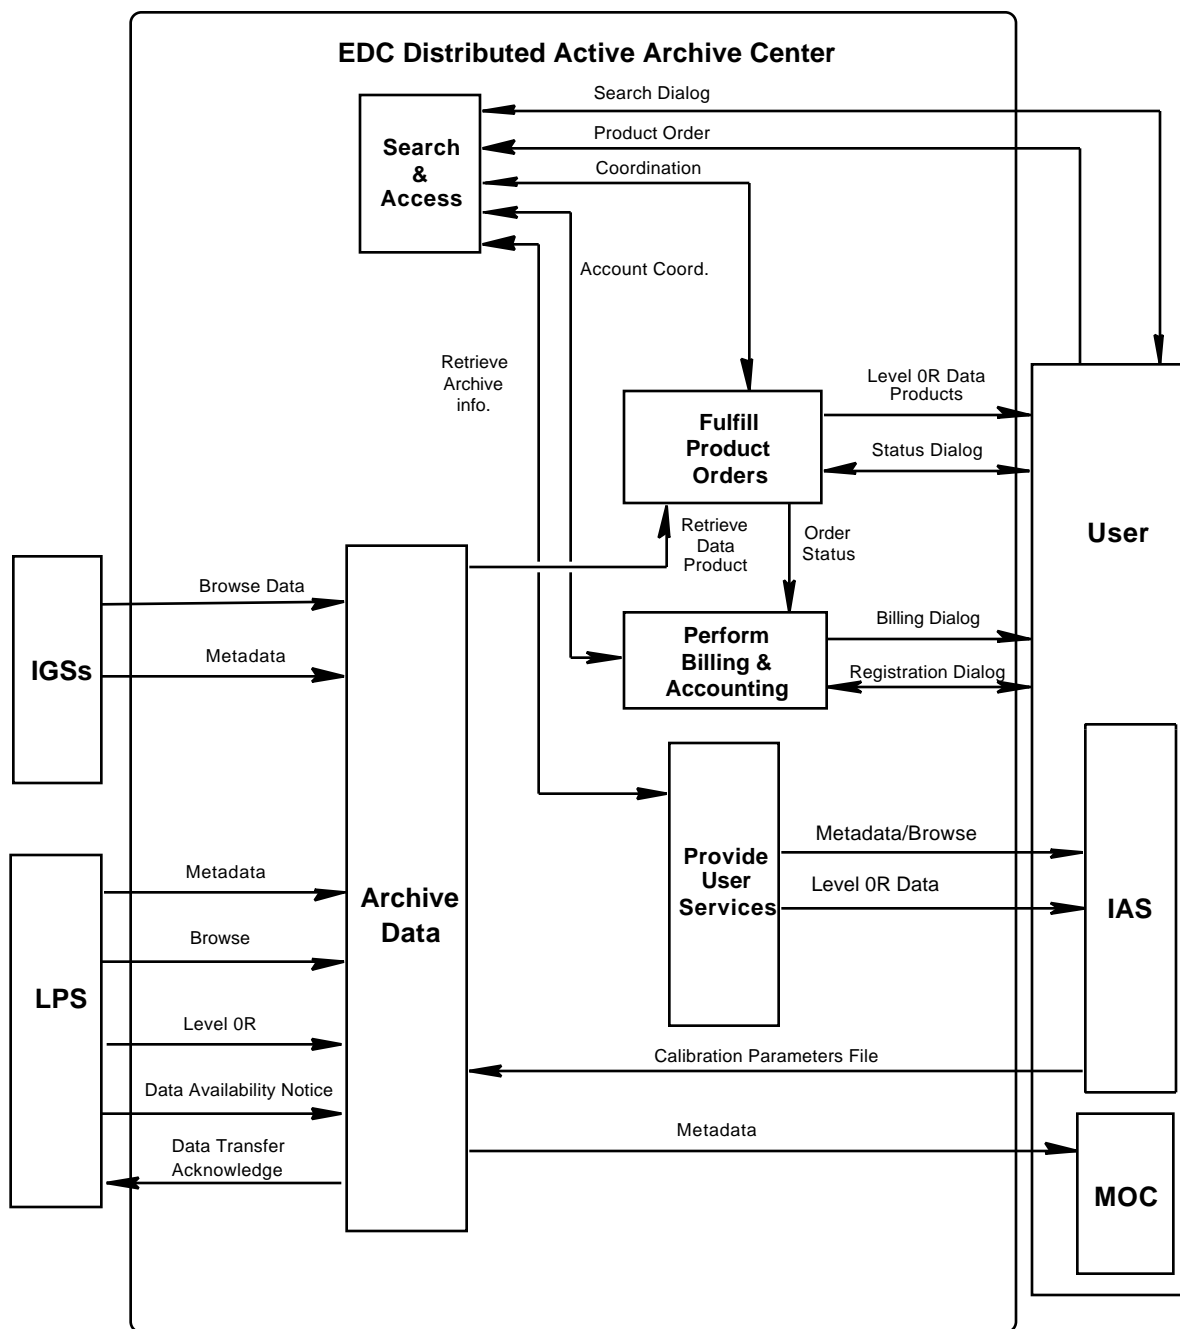 EDC Distributed Active Archive Center
Search Dialog
Product Order
Coordination
Search
&
Access
Account Coord.
Retrieve
Archive
info.
Level 0R Data
Products
Fulfill
Product
Orders
Status Dialog
User
Retrieve
Data
Product
Order
Status
Browse Data
IGSs
Metadata
Perform
Billing &
Accounting
Billing Dialog
Registration Dialog
Metadata/Browse
Provide
User
Services
Level 0R Data
IAS
Metadata
Archive
Data
Browse
LPS
Level 0R
Calibration Parameters File
Data Availability Notice
Metadata
Data Transfer
Acknowledge
MOC